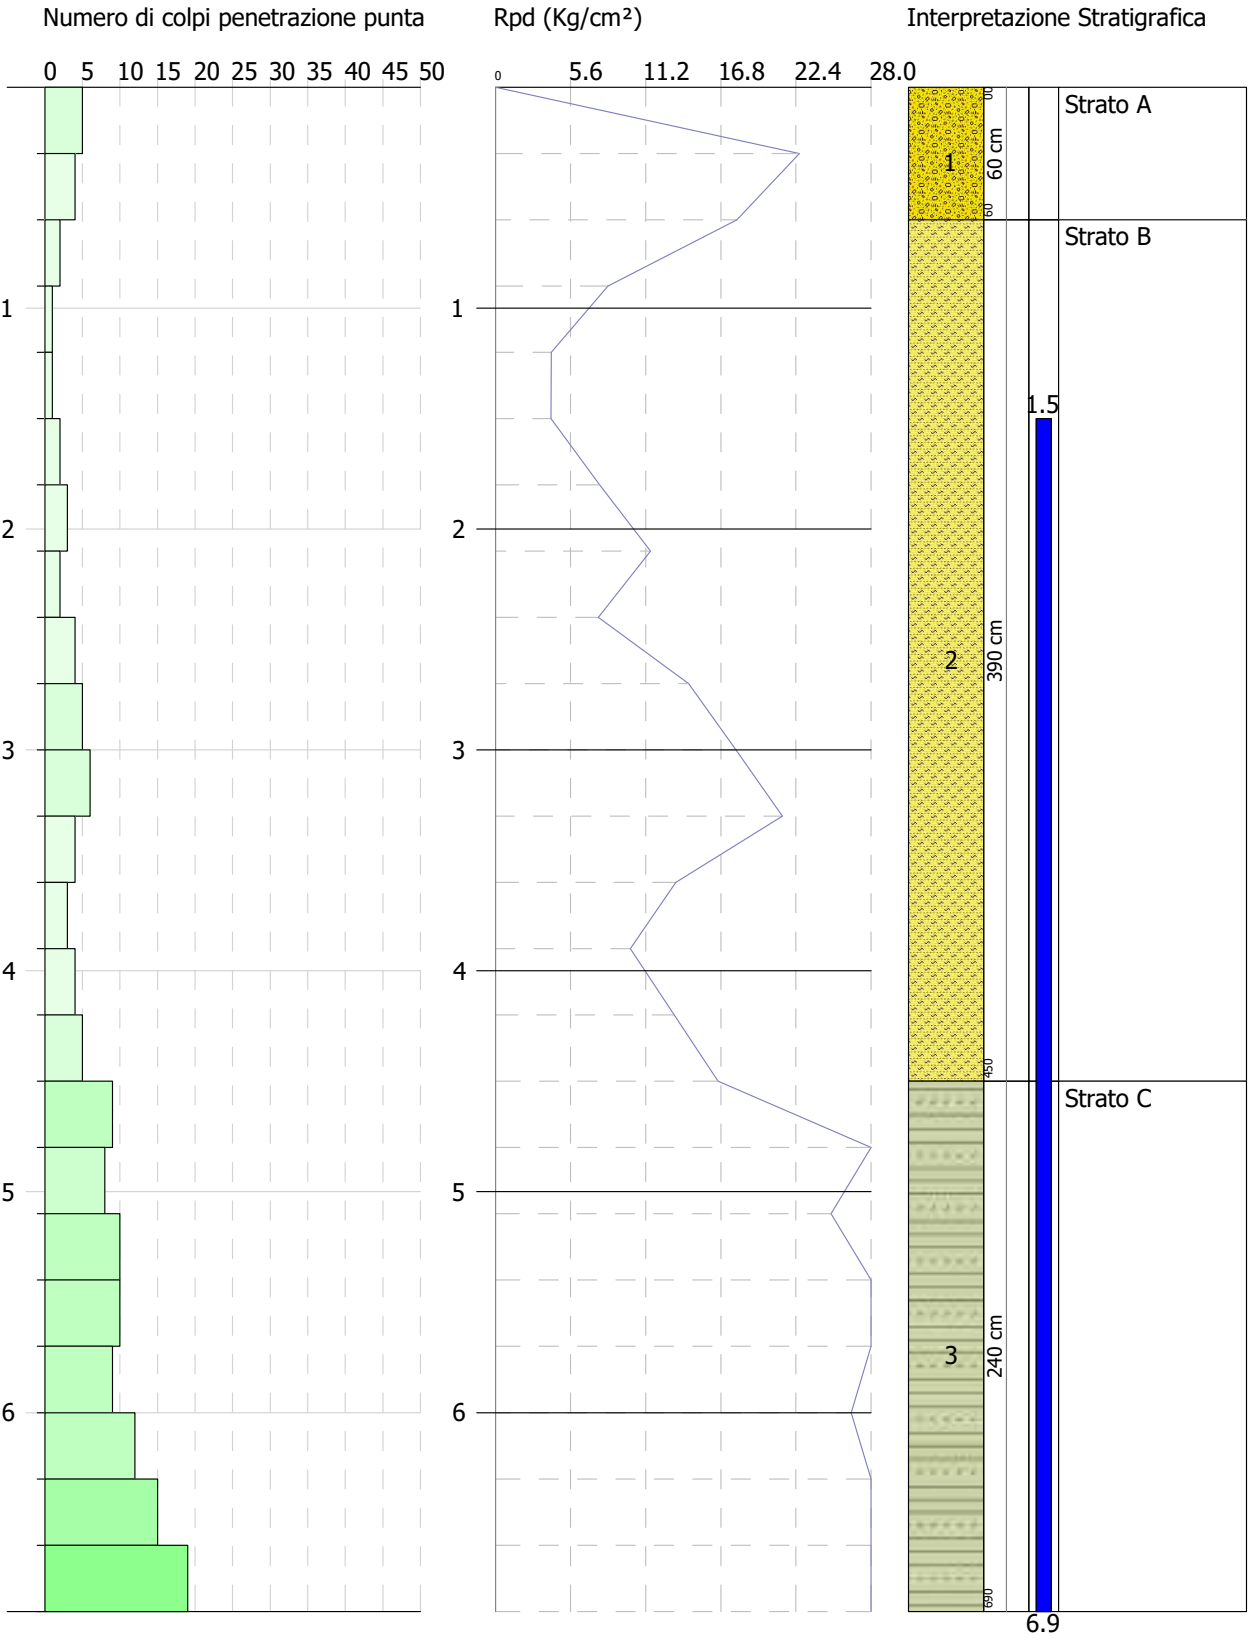 Numero di colpi penetrazione punta
Rpd (Kg/cm²)
Interpretazione Stratigrafica
0 5 10 15 20 25 30 35 40 45 50
0 5.6 11.2 16.8 22.4 28.0
1
2
3
4
5
6
1
2
3
4
5
6
1
2
3
00
60 cm
60
390 cm
450
240 cm
690
1.5
6.9
Strato A
Strato B
Strato C